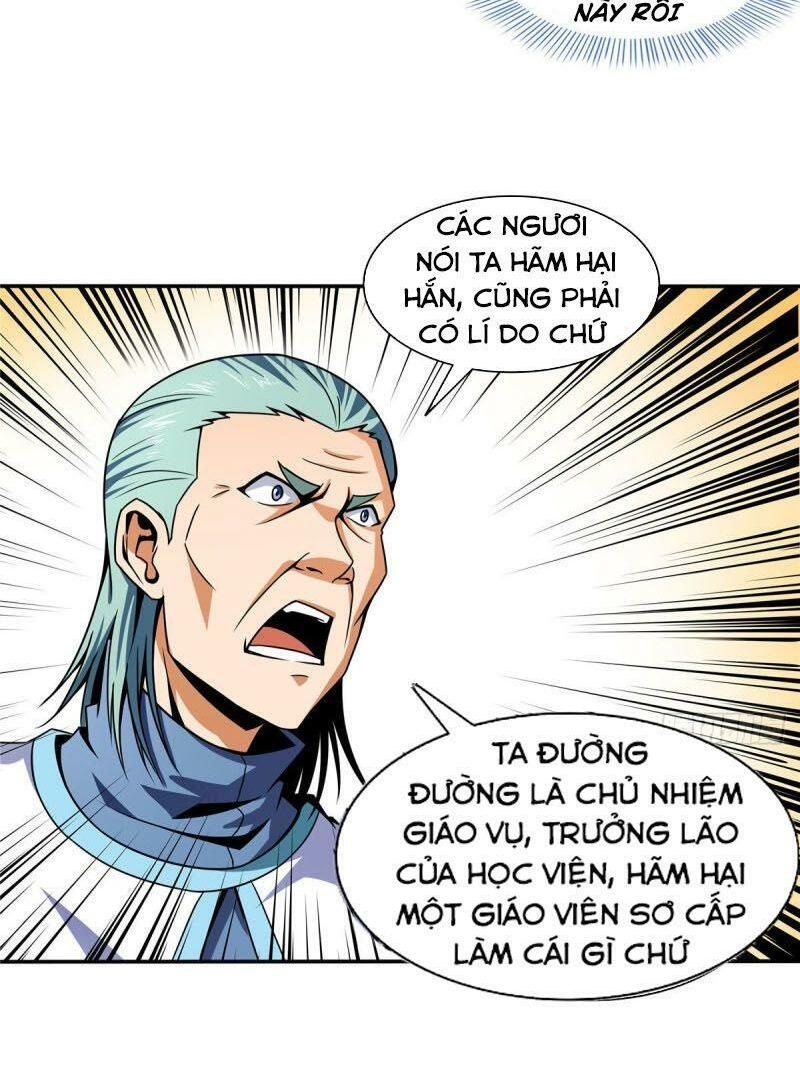 NÀY RỒI
CÁC NGƯƠI
NÓI TA HÃM HẠI
HẮN, CŨNG PHẢI
CÓ LÍ DO CHỨ
TA ĐƯỜNG
ĐƯỜNG LÀ CHỦ NHIỆM
GIÁO VỤ, TRƯỞNG LÃO
CỦA HỌC VIỆN, HÃM HẠI
MỘT GIÁO VIÊN SƠ CẤP
LÀM CÁI GÌ CHỨ